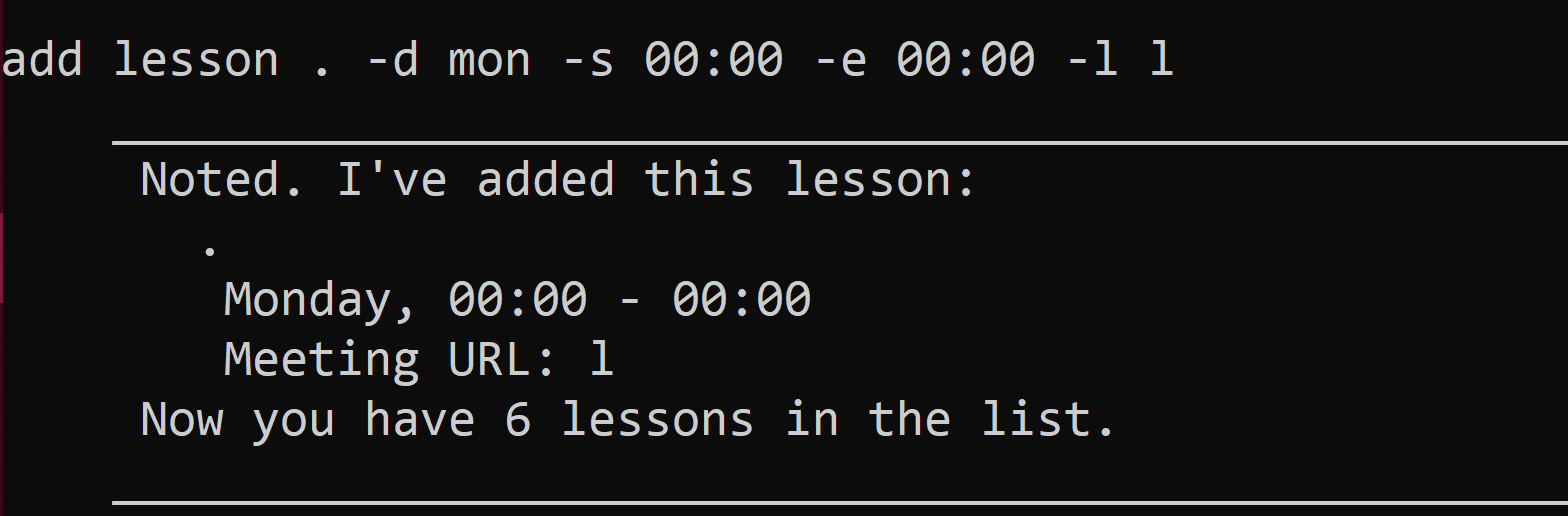 add lesson . -d mon -s 00:00 -e 00:00 -l l
Noted. I've added this lesson:
.
Monday, 00:00 - 00:00
Meeting URL: l
Now you have 6 lessons in the list.